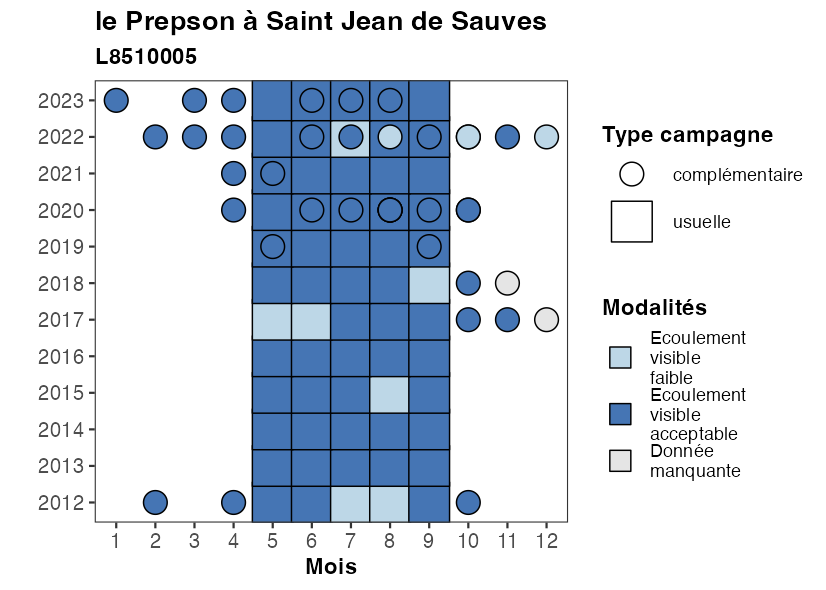 le Prepson à Saint Jean de Sauves
L8510005
2023
2022
2021
2020
2019
2018
2017
2016
2015
2014
2013
2012
1 2 3 4 5 6 7 8 9 10 11 12
Mois
Type campagne
complémentaire
usuelle
Modalités
Ecoulement
visible
faible
Ecoulement
visible
acceptable
Donnée
manquante